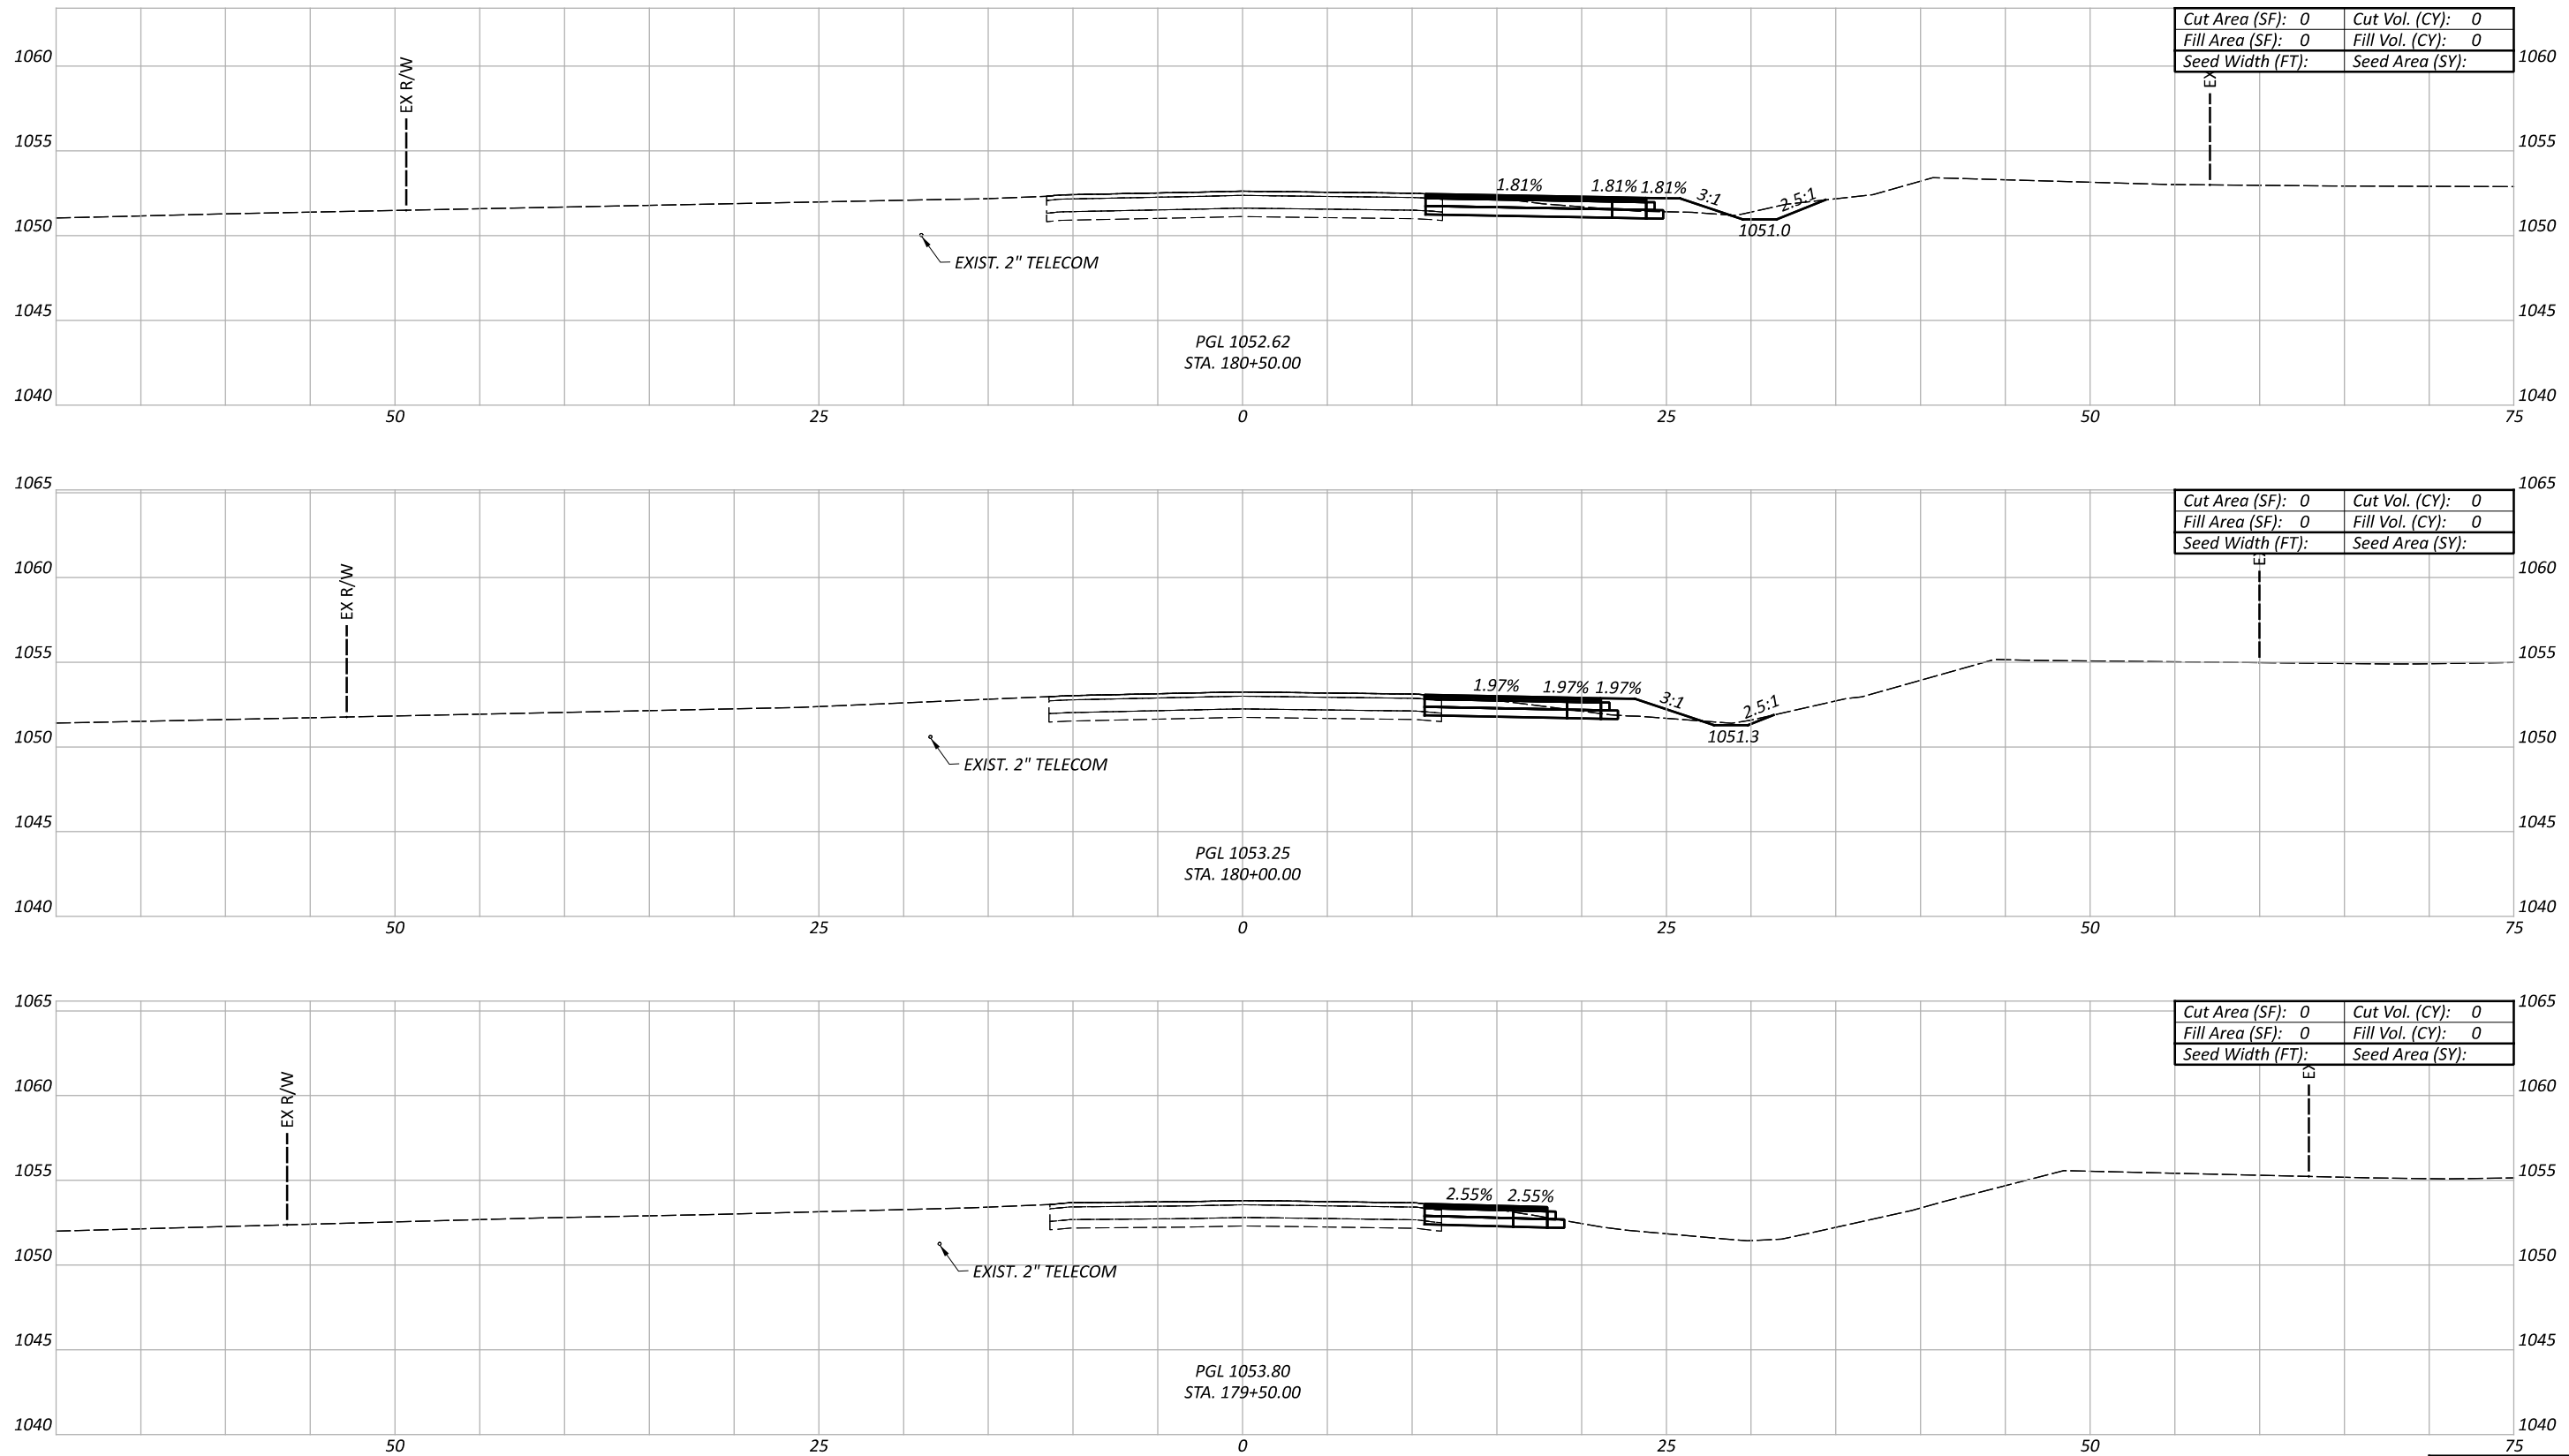 Cut Area (SF): 0 Cut Vol. (CY): 0
Fill Area (SF): 0 Fill Vol. (CY): 0
1060 Seed Width (FT): Seed Area (SY): 1060
EX R/W EX
1055 1055
1.81% 1.81% 1.81% 3:1 2.5:1
1050 1051.0 1050
EXIST. 2" TELECOM
1045 1045
PGL 1052.62
STA. 180+50.00
1040 1040
50 25 0 25 50 75
1065 1065
Cut Area (SF): 0 Cut Vol. (CY): 0
Fill Area (SF): 0 Fill Vol. (CY): 0
Seed Width (FT): Seed Area (SY):
1060 1060
EX R/W
1055 1055
1.97% 1.97% 1.97% 3:1 2.5:1
1050 1051.3 1050
EXIST. 2" TELECOM
1045 1045
PGL 1053.25
STA. 180+00.00
1040 1040
50 25 0 25 50 75
1065 1065
Cut Area (SF): 0 Cut Vol. (CY): 0
Fill Area (SF): 0 Fill Vol. (CY): 0
Seed Width (FT): Seed Area (SY):
1060 1060
EX R/W EX
1055 1055
2.55% 2.55%
1050 1050
EXIST. 2" TELECOM
1045 1045
PGL 1053.80
STA. 179+50.00
1040 1040
50 25 0 25 50